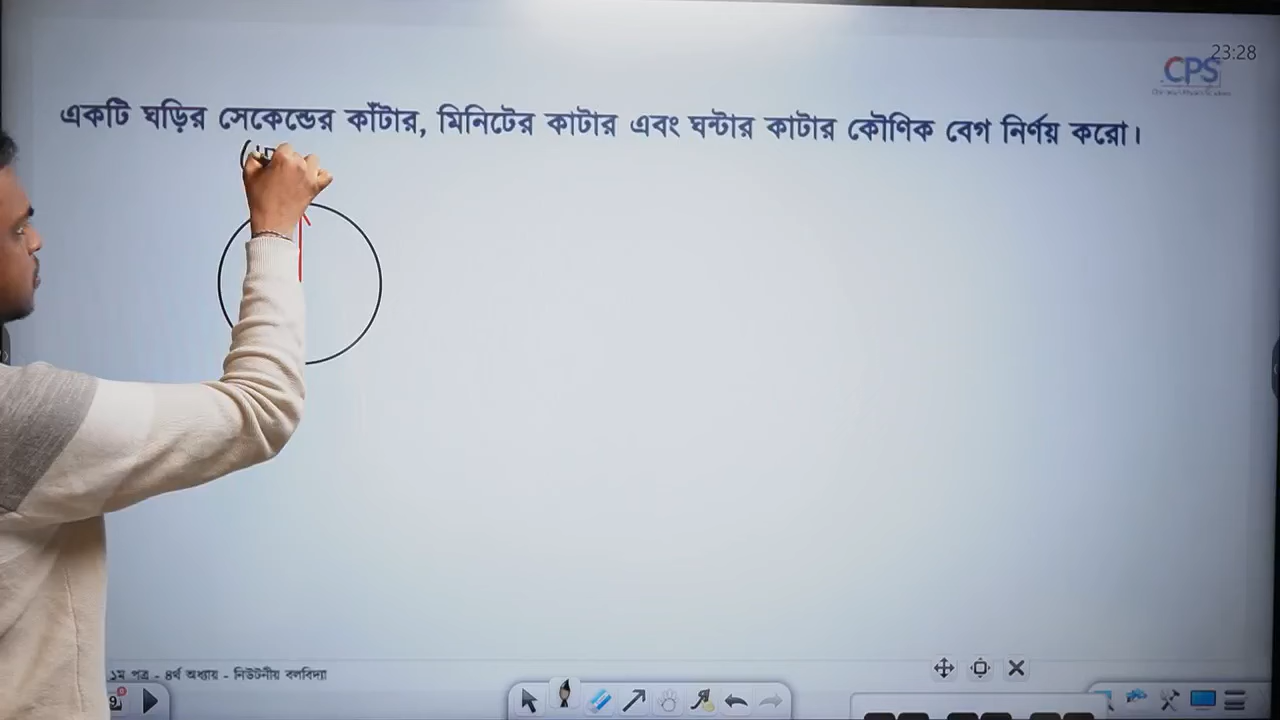 23:28
CPS
একটি ঘড়ির সেকেন্ডের কাঁটার, মিনিটের কাটার এবং ঘন্টার কাটার কৌণিক বেগ নির্ণয় করো।
১ম পত্র - ৪র্থ অধ্যায় - নিউটনীয় বলবিদ্যা